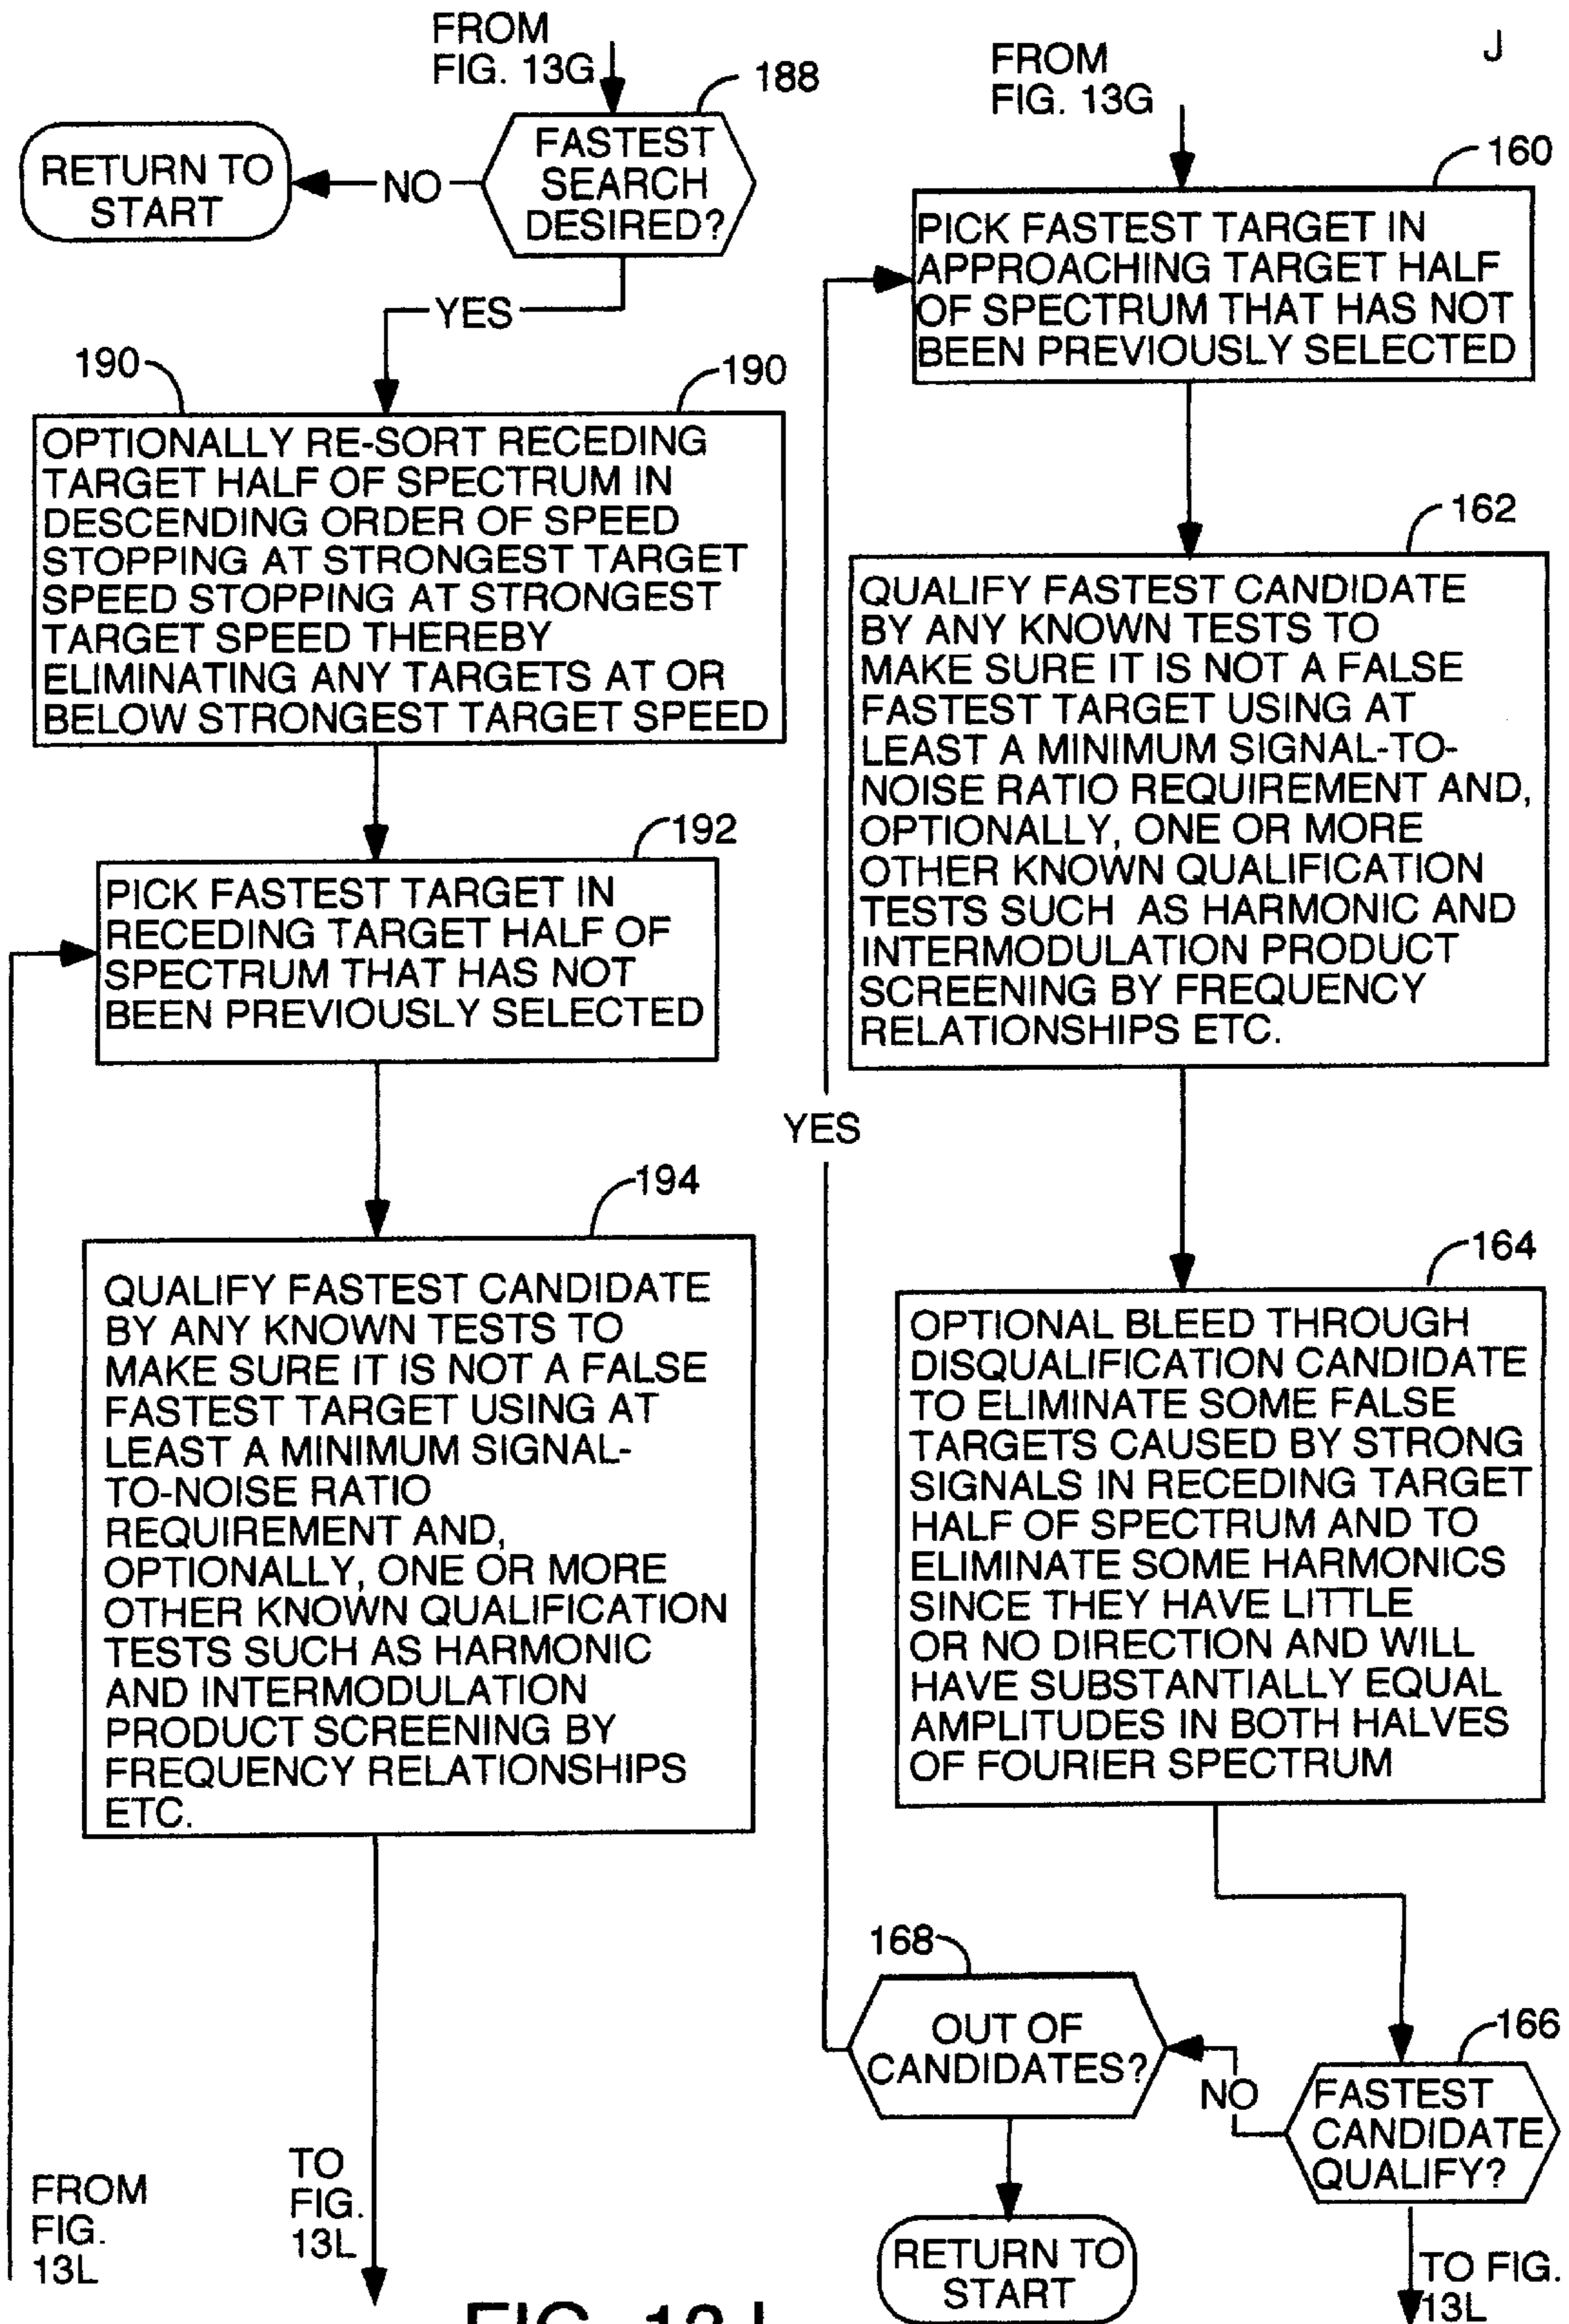 FROM
FIG. 13G
188
FASTEST
SEARCH
DESIRED?
NO
RETURN TO
START
YES
190
190
OPTIONALLY RE-SORT RECEDING
TARGET HALF OF SPECTRUM IN
DESCENDING ORDER OF SPEED
STOPPING AT STRONGEST TARGET
SPEED STOPPING AT STRONGEST
TARGET SPEED THEREBY
ELIMINATING ANY TARGETS AT OR
BELOW STRONGEST TARGET SPEED
192
PICK FASTEST TARGET IN
RECEDING TARGET HALF OF
SPECTRUM THAT HAS NOT
BEEN PREVIOUSLY SELECTED
194
QUALIFY FASTEST CANDIDATE
BY ANY KNOWN TESTS TO
MAKE SURE IT IS NOT A FALSE
FASTEST TARGET USING AT
LEAST A MINIMUM SIGNAL-
TO-NOISE RATIO
REQUIREMENT AND,
OPTIONALLY, ONE OR MORE
OTHER KNOWN QUALIFICATION
TESTS SUCH AS HARMONIC
AND INTERMODULATION
PRODUCT SCREENING BY
FREQUENCY RELATIONSHIPS
ETC.
FROM
FIG.
13L
TO
FIG.
13L
J
FROM
FIG. 13G
160
PICK FASTEST TARGET IN
APPROACHING TARGET HALF
OF SPECTRUM THAT HAS NOT
BEEN PREVIOUSLY SELECTED
162
QUALIFY FASTEST CANDIDATE
BY ANY KNOWN TESTS TO
MAKE SURE IT IS NOT A FALSE
FASTEST TARGET USING AT
LEAST A MINIMUM SIGNAL-TO-
NOISE RATIO REQUIREMENT AND,
OPTIONALLY, ONE OR MORE
OTHER KNOWN QUALIFICATION
TESTS SUCH AS HARMONIC AND
INTERMODULATION PRODUCT
SCREENING BY FREQUENCY
RELATIONSHIPS ETC.
YES
164
OPTIONAL BLEED THROUGH
DISQUALIFICATION CANDIDATE
TO ELIMINATE SOME FALSE
TARGETS CAUSED BY STRONG
SIGNALS IN RECEDING TARGET
HALF OF SPECTRUM AND TO
ELIMINATE SOME HARMONICS
SINCE THEY HAVE LITTLE
OR NO DIRECTION AND WILL
HAVE SUBSTANTIALLY EQUAL
AMPLITUDES IN BOTH HALVES
OF FOURIER SPECTRUM
168
OUT OF
CANDIDATES?
NO
166
FASTEST
CANDIDATE
QUALIFY?
RETURN TO
START
TO FIG.
13L